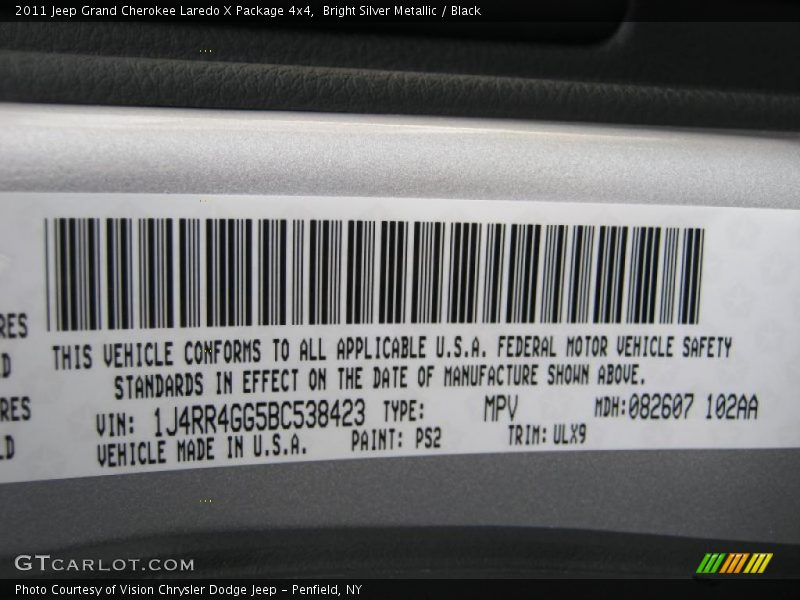 2011 Jeep Grand Cherokee Laredo X Package 4x4,  Bright Silver Metallic / Black
RES
D
RES
LD
THIS VEHICLE CONFORMS TO ALL APPLICABLE U.S.A. FEDERAL MOTOR VEHICLE SAFETY
STANDARDS IN EFFECT ON THE DATE OF MANUFACTURE SHOWN ABOVE.
VIN: 1J4RR4GG5BC538423 TYPE: MPV MDH:082607 102AA
VEHICLE MADE IN U.S.A. PAINT: PS2 TRIM: ULX9
GTCARLOT.COM
Photo Courtesy of Vision Chrysler Dodge Jeep - Penfield, NY